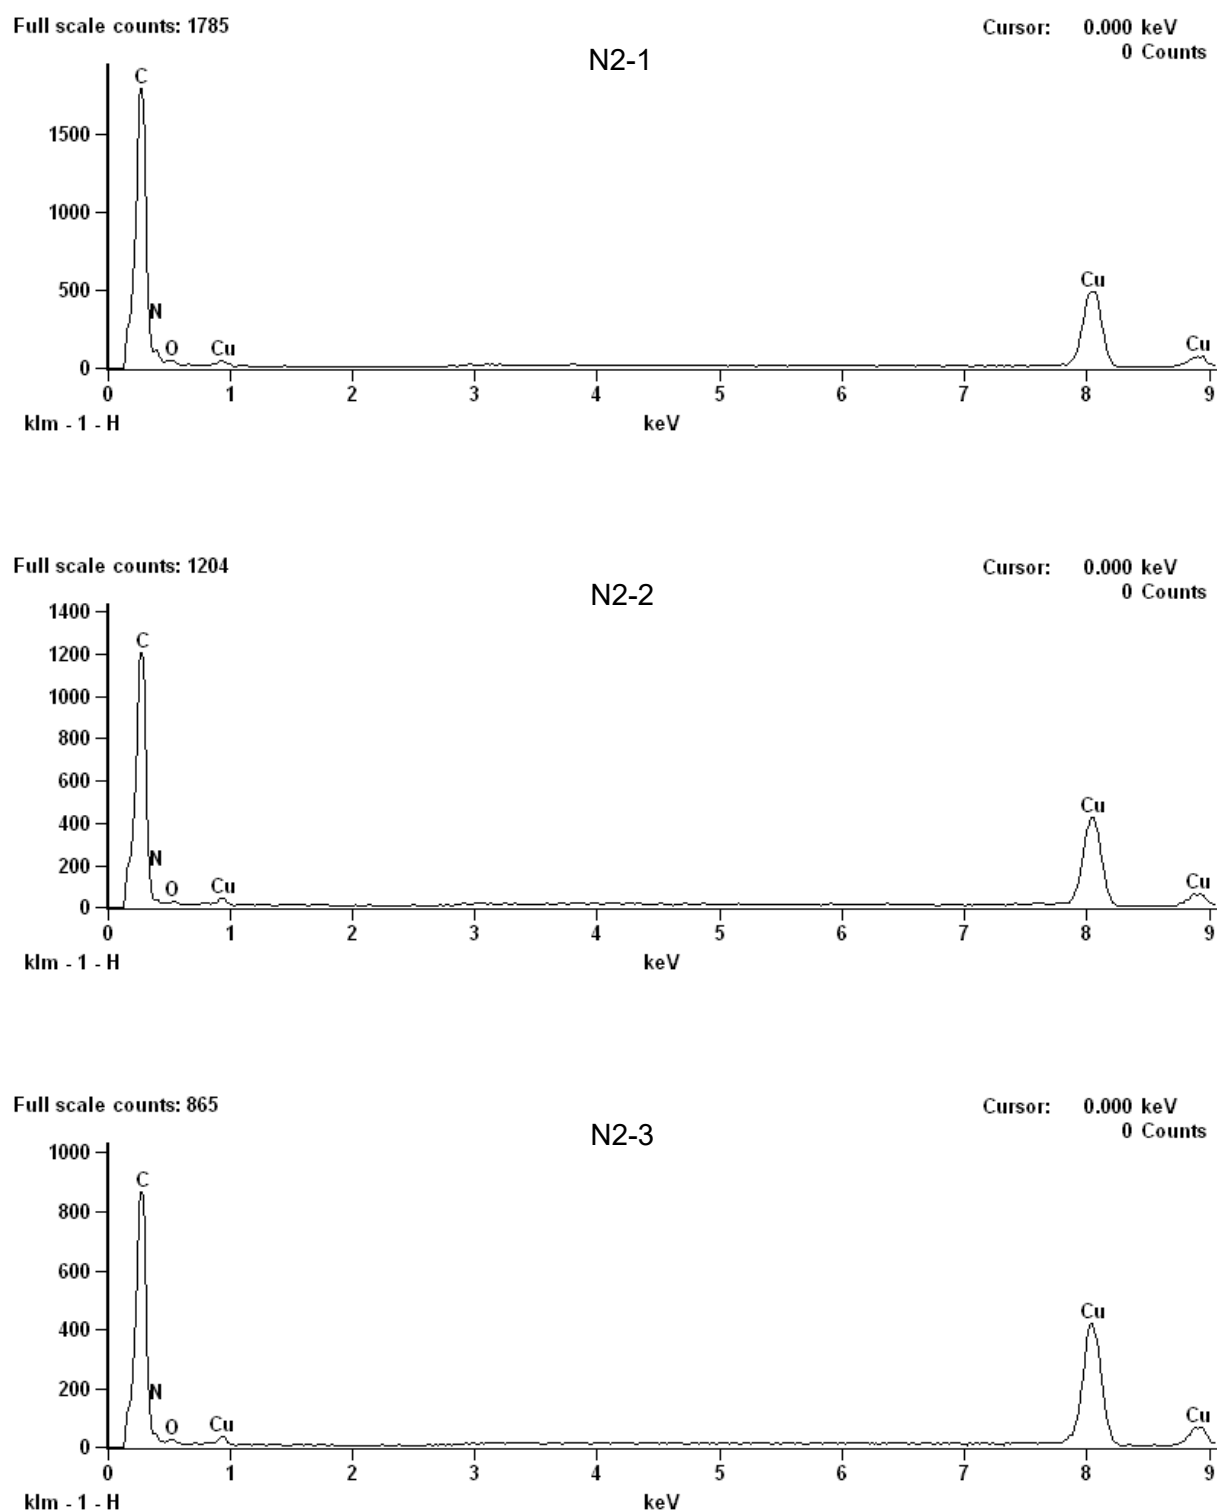 Full scale counts: 1785
Cursor: 0.000 keV
0 Counts
N2-1
C
1500
1000
500
0
N
O
Cu
Cu
Cu
0 1 2 3 4 5 6 7 8 9
klm - 1 - H
keV
Full scale counts: 1204
Cursor: 0.000 keV
0 Counts
N2-2
1400
1200
1000
800
600
400
200
0
C
N
O
Cu
Cu
Cu
0 1 2 3 4 5 6 7 8 9
klm - 1 - H
keV
Full scale counts: 865
Cursor: 0.000 keV
0 Counts
N2-3
1000
800
600
400
200
0
C
N
O
Cu
Cu
Cu
0 1 2 3 4 5 6 7 8 9
klm - 1 - H
keV